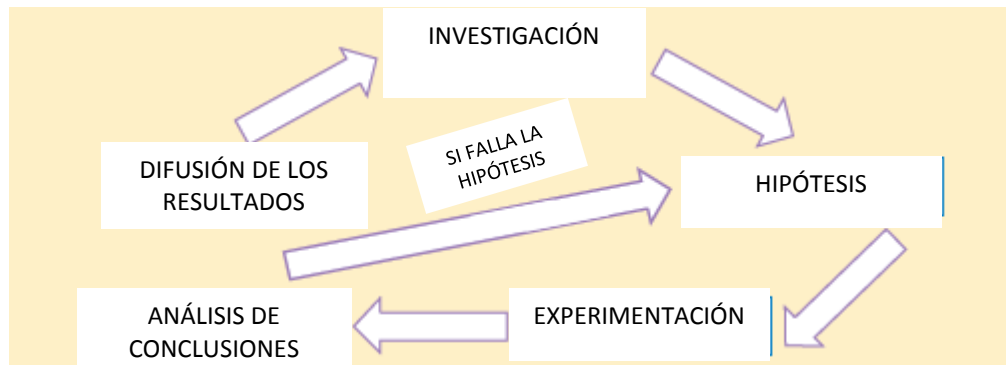 INVESTIGACIÓN
SI FALLA LA
HIPÓTESIS
DIFUSIÓN DE LOS
RESULTADOS
HIPÓTESIS
ANÁLISIS DE
CONCLUSIONES
EXPERIMENTACIÓN